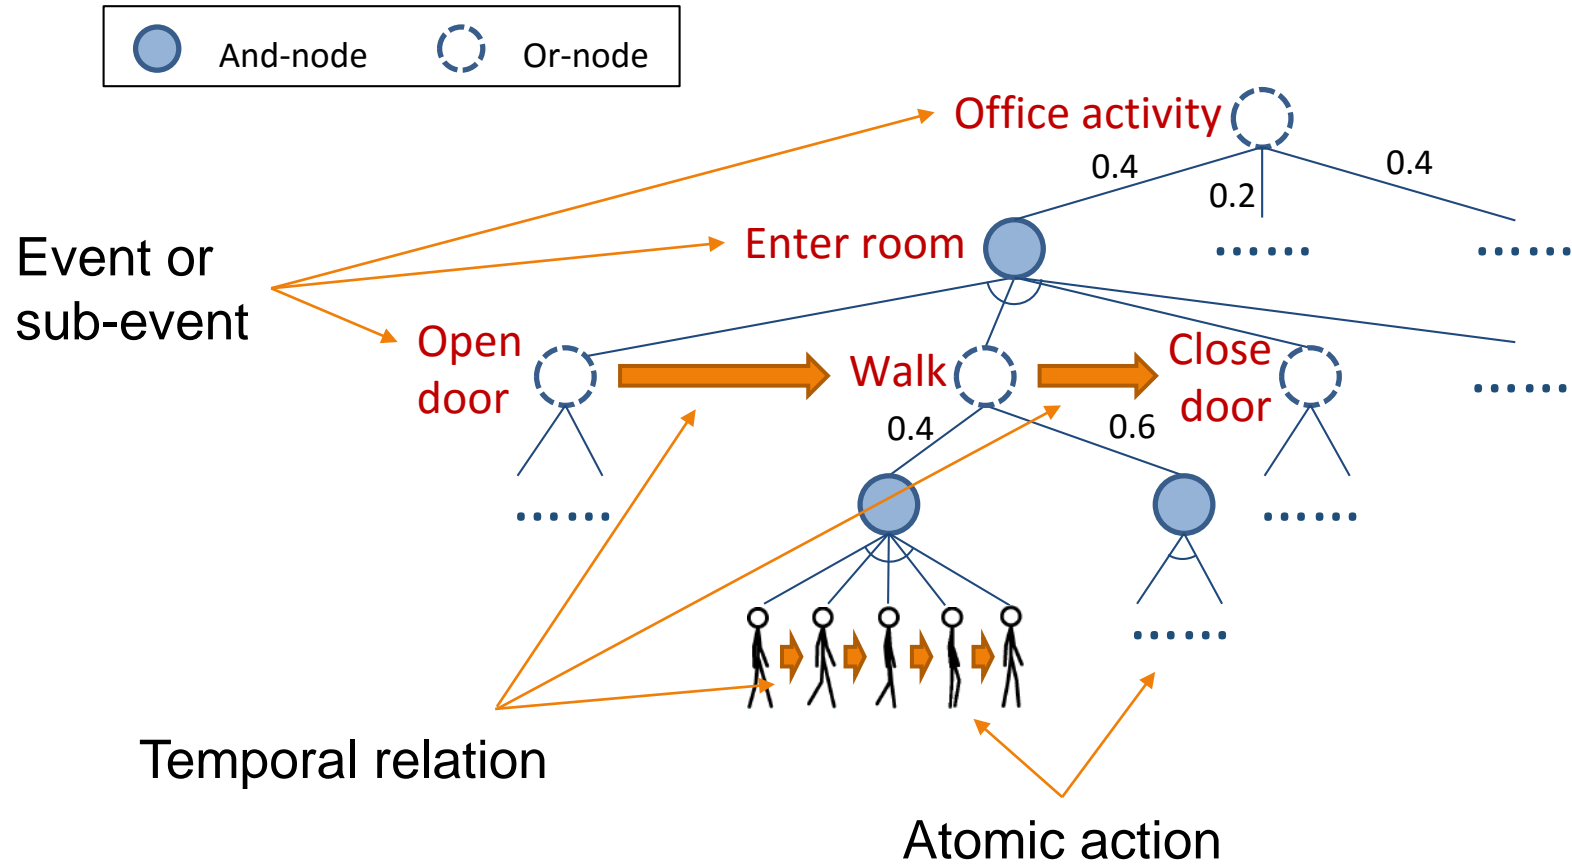 And-node
Or-node
Office activity
0.4
0.4
0.2
Enter room
Event or
sub-event
Open
door
Walk
Close
door
0.4
0.6
Temporal relation
Atomic action